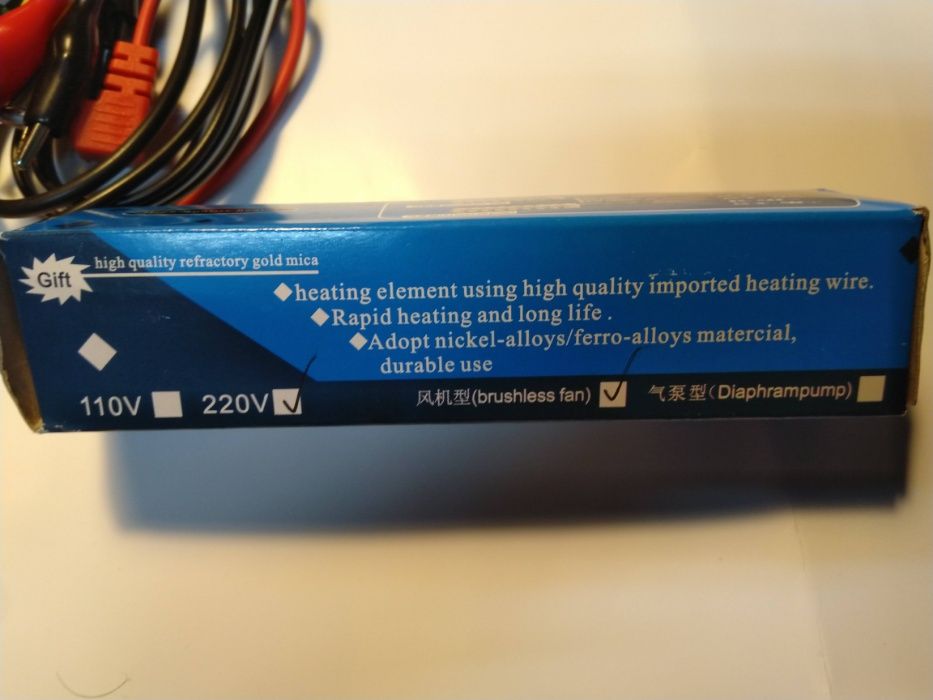 Gift
high quality refractory gold mica
◆heating element using high quality imported heating wire.
◆Rapid heating and long life .
◆Adopt nickel-alloys/ferro-alloys matercial,
durable use
110V 220V 风机型(brushless fan) 气泵型(Diaphrampump)